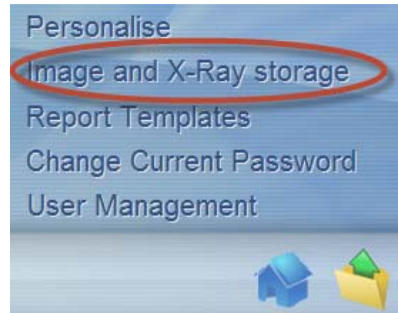 Personalise
Image and X-Ray storage
Report Templates
Change Current Password
User Management